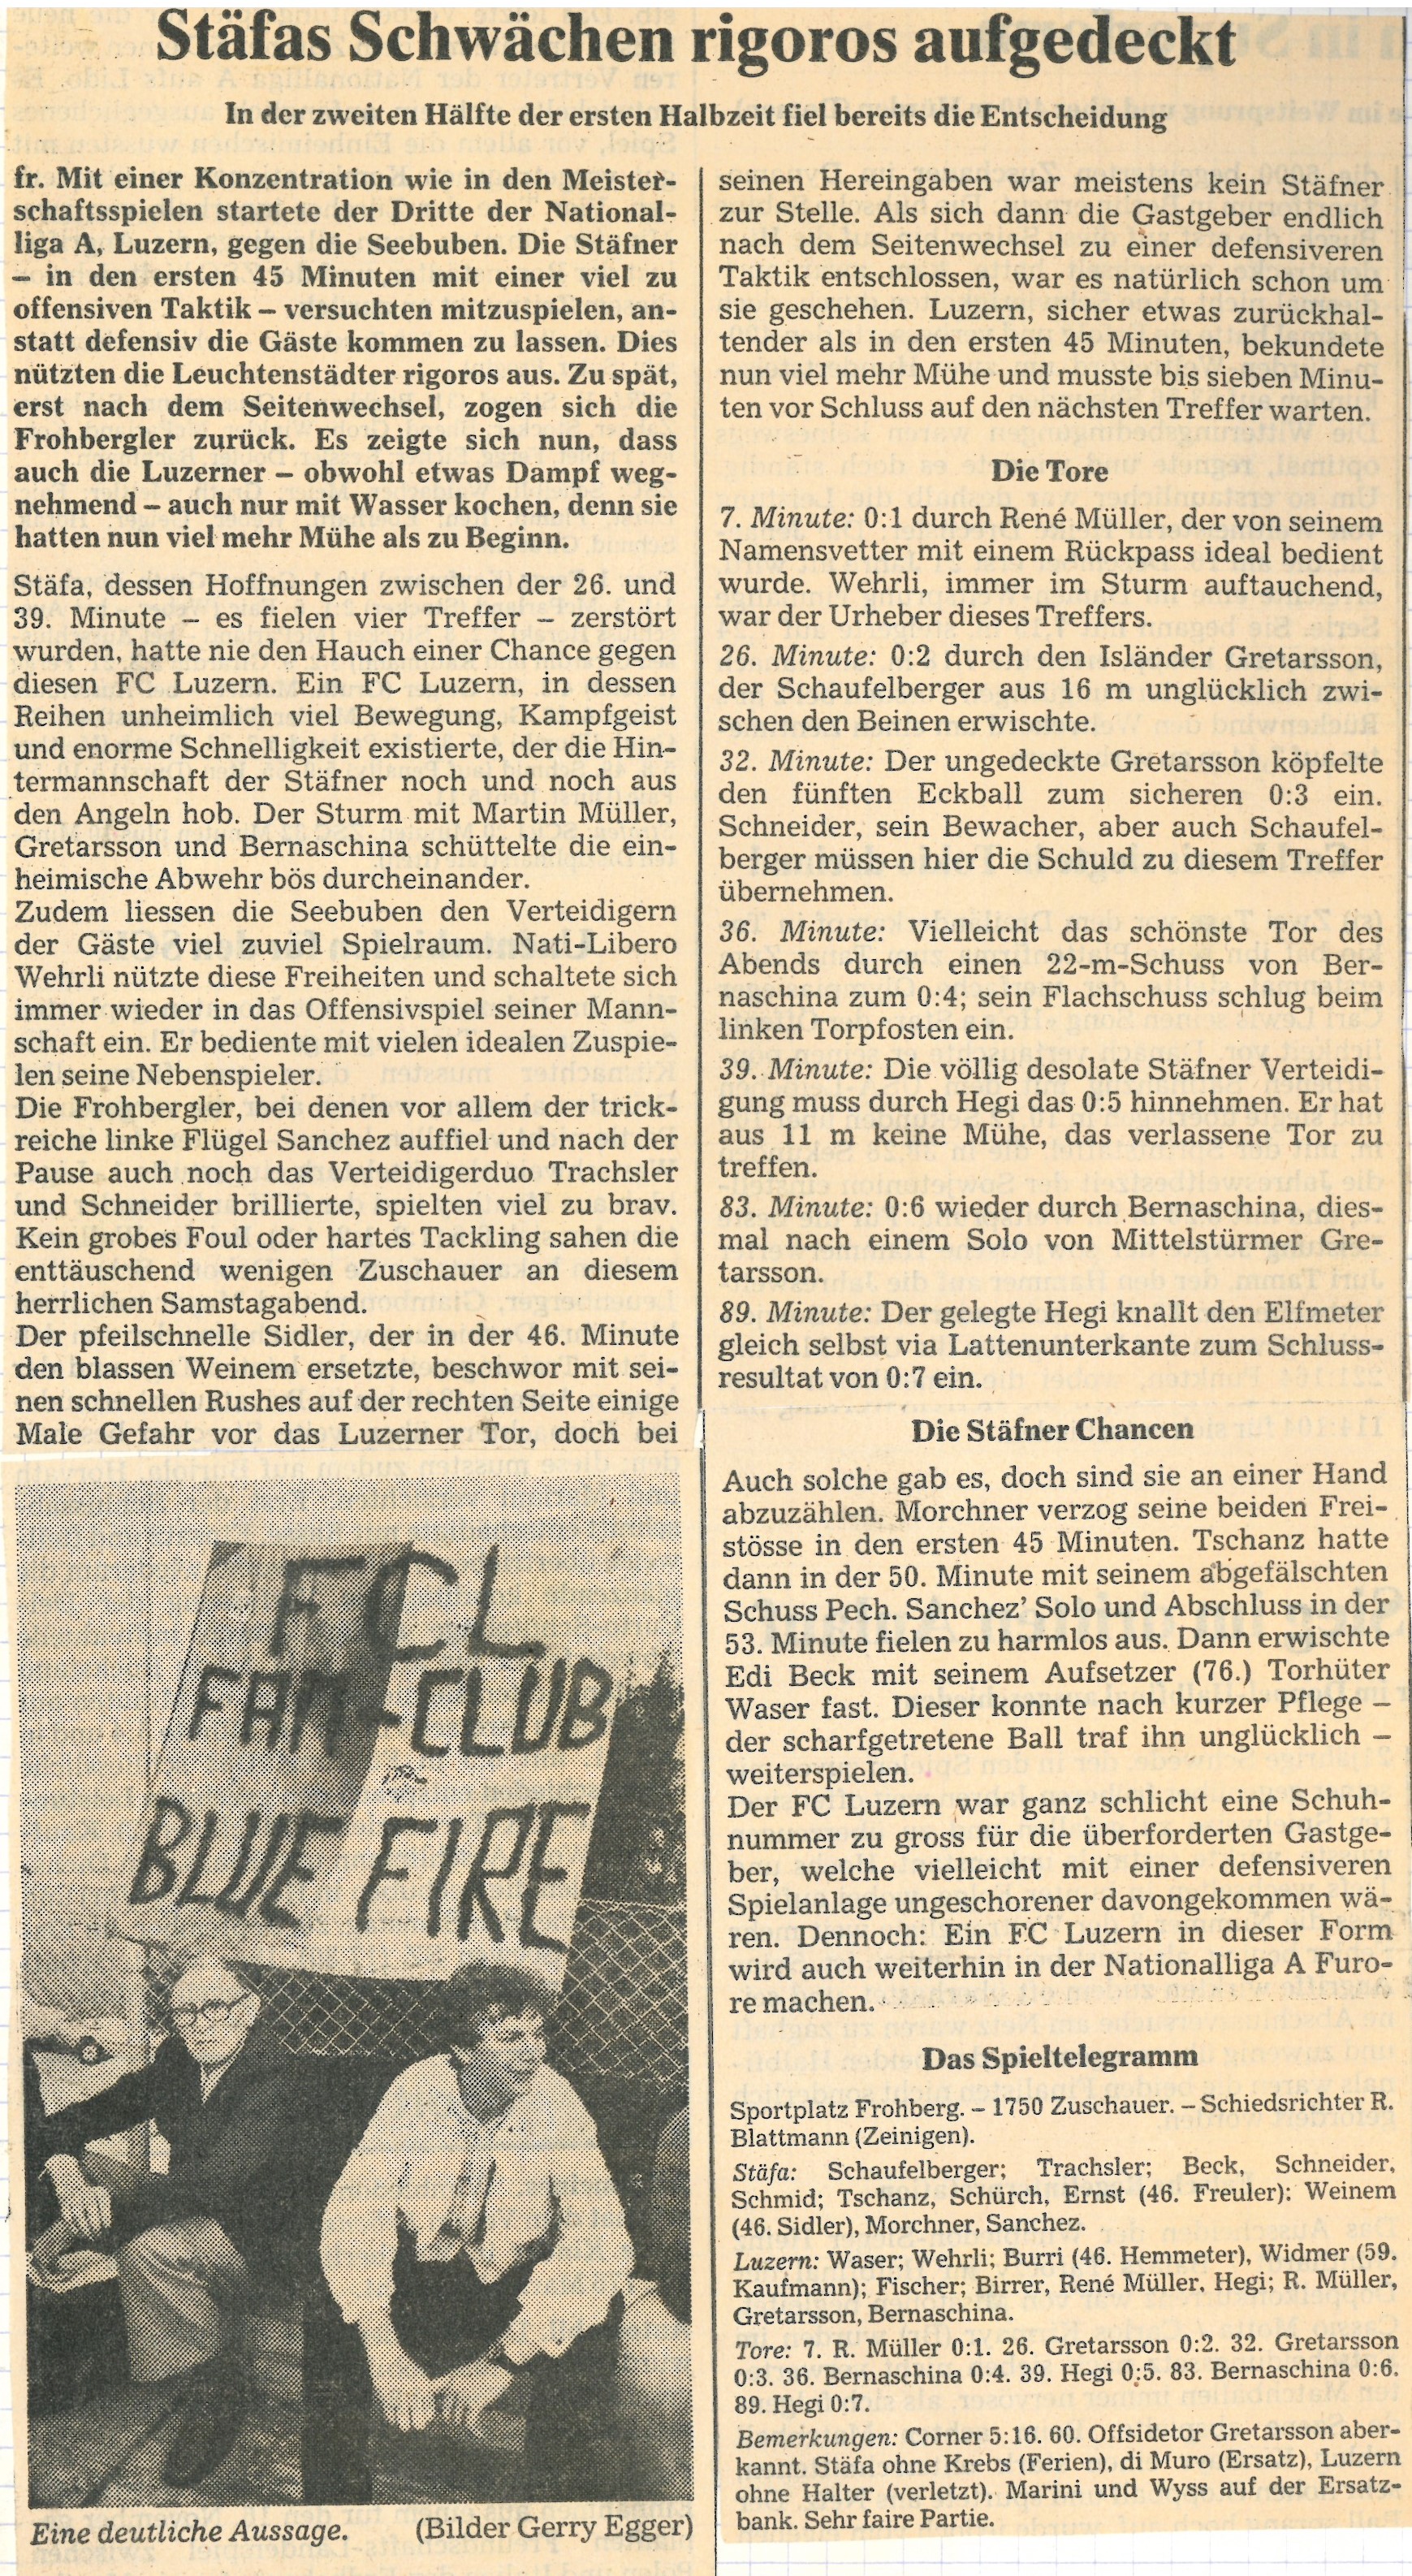 Stäfas Schwächen rigoros aufgedeckt
In der zweiten Hälfte der ersten Halbzeit fiel bereits die Entscheidung
fr. Mit einer Konzentration wie in den Meister-
schaftsspielen startete der Dritte der National-
liga A, Luzern, gegen die Seebuben. Die Stäfner
– in den ersten 45 Minuten mit einer viel zu
offensiven Taktik – versuchten mitzuspielen, an-
statt defensiv die Gäste kommen zu lassen. Dies
nützten die Leuchtenstädter rigoros aus. Zu spät,
erst nach dem Seitenwechsel, zogen sich die
Frohbergler zurück. Es zeigte sich nun, dass
auch die Luzerner – obwohl etwas Dampf weg-
nehmend – auch nur mit Wasser kochen, denn sie
hatten nun viel mehr Mühe als zu Beginn.
Stäfa, dessen Hoffnungen zwischen der 26. und
39. Minute – es fielen vier Treffer – zerstört
wurden, hatte nie den Hauch einer Chance gegen
diesen FC Luzern. Ein FC Luzern, in dessen
Reihen unheimlich viel Bewegung, Kampfgeist
und enorme Schnelligkeit existierte, der die Hin-
termannschaft der Stäfner noch und noch aus
den Angeln hob. Der Sturm mit Martin Müller,
Gretarsson und Bernaschina schüttelte die ein-
heimische Abwehr bös durcheinander.
Zudem liessen die Seebuben den Verteidigern
der Gäste viel zuviel Spielraum. Nati-Libero
Wehrli nützte diese Freiheiten und schaltete sich
immer wieder in das Offensivspiel seiner Mann-
schaft ein. Er bediente mit vielen idealen Zuspie-
len seine Nebenspieler.
Die Frohbergler, bei denen vor allem der trick-
reiche linke Flügel Sanchez auffiel und nach der
Pause auch noch das Verteidigerduo Trachsler
und Schneider brillierte, spielten viel zu brav.
Kein grobes Foul oder hartes Tackling sahen die
enttäuschend wenigen Zuschauer an diesem
herrlichen Samstagabend.
Der pfeilschnelle Sidler, der in der 46. Minute
den blassen Weinem ersetzte, beschwor mit sei-
nen schnellen Rushes auf der rechten Seite einige
Male Gefahr vor das Luzerner Tor, doch bei
FCL
FAN-CLUB
BLUE FIRE
Eine deutliche Aussage. (Bilder Gerry Egger)
seinen Hereingaben war meistens kein Stäfner
zur Stelle. Als sich dann die Gastgeber endlich
nach dem Seitenwechsel zu einer defensiveren
Taktik entschlossen, war es natürlich schon um
sie geschehen. Luzern, sicher etwas zurückhal-
tender als in den ersten 45 Minuten, bekundete
nun viel mehr Mühe und musste bis sieben Minu-
ten vor Schluss auf den nächsten Treffer warten.
Die Tore
7. Minute: 0:1 durch René Müller, der von seinem
Namensvetter mit einem Rückpass ideal bedient
wurde. Wehrli, immer im Sturm auftauchend,
war der Urheber dieses Treffers.
26. Minute: 0:2 durch den Isländer Gretarsson,
der Schaufelberger aus 16 m unglücklich zwi-
schen den Beinen erwischte.
32. Minute: Der ungedeckte Gretarsson köpfelte
den fünften Eckball zum sicheren 0:3 ein.
Schneider, sein Bewacher, aber auch Schaufel-
berger müssen hier die Schuld zu diesem Treffer
übernehmen.
36. Minute: Vielleicht das schönste Tor des
Abends durch einen 22-m-Schuss von Ber-
naschina zum 0:4; sein Flachschuss schlug beim
linken Torpfosten ein.
39. Minute: Die völlig desolate Stäfner Verteidi-
gung muss durch Hegi das 0:5 hinnehmen. Er hat
aus 11 m keine Mühe, das verlassene Tor zu
treffen.
83. Minute: 0:6 wieder durch Bernaschina, dies-
mal nach einem Solo von Mittelstürmer Gre-
tarsson.
89. Minute: Der gelegte Hegi knallt den Elfmeter
gleich selbst via Lattenunterkante zum Schluss-
resultat von 0:7 ein.
Die Stäfner Chancen
Auch solche gab es, doch sind sie an einer Hand
abzuzählen. Morchner verzog seine beiden Frei-
stösse in den ersten 45 Minuten. Tschanz hatte
dann in der 50. Minute mit seinem abgefälschten
Schuss Pech. Sanchez' Solo und Abschluss in der
53. Minute fielen zu harmlos aus. Dann erwischte
Edi Beck mit seinem Aufsetzer (76.) Torhüter
Waser fast. Dieser konnte nach kurzer Pflege –
der scharfgetretene Ball traf ihn unglücklich –
weiterspielen.
Der FC Luzern war ganz schlicht eine Schuh-
nummer zu gross für die überforderten Gastge-
ber, welche vielleicht mit einer defensiveren
Spielanlage ungeschorener davongekommen wä-
ren. Dennoch: Ein FC Luzern in dieser Form
wird auch weiterhin in der Nationalliga A Furo-
re machen.
Das Spieltelegramm
Sportplatz Frohberg. – 1750 Zuschauer. – Schiedsrichter R.
Blattmann (Zeinigen).
Stäfa: Schaufelberger; Trachsler; Beck, Schneider,
Schmid; Tschanz, Schürch, Ernst (46. Freuler): Weinem
(46. Sidler), Morchner, Sanchez.
Luzern: Waser; Wehrli; Burri (46. Hemmeter), Widmer (59.
Kaufmann); Fischer; Birrer, René Müller, Hegi; R. Müller,
Gretarsson, Bernaschina.
Tore: 7. R. Müller 0:1. 26. Gretarsson 0:2. 32. Gretarsson
0:3. 36. Bernaschina 0:4. 39. Hegi 0:5. 83. Bernaschina 0:6.
89. Hegi 0:7.
Bemerkungen: Corner 5:16. 60. Offsidetor Gretarsson aber-
kannt. Stäfa ohne Krebs (Ferien), di Muro (Ersatz), Luzern
ohne Halter (verletzt). Marini und Wyss auf der Ersatz-
bank. Sehr faire Partie.